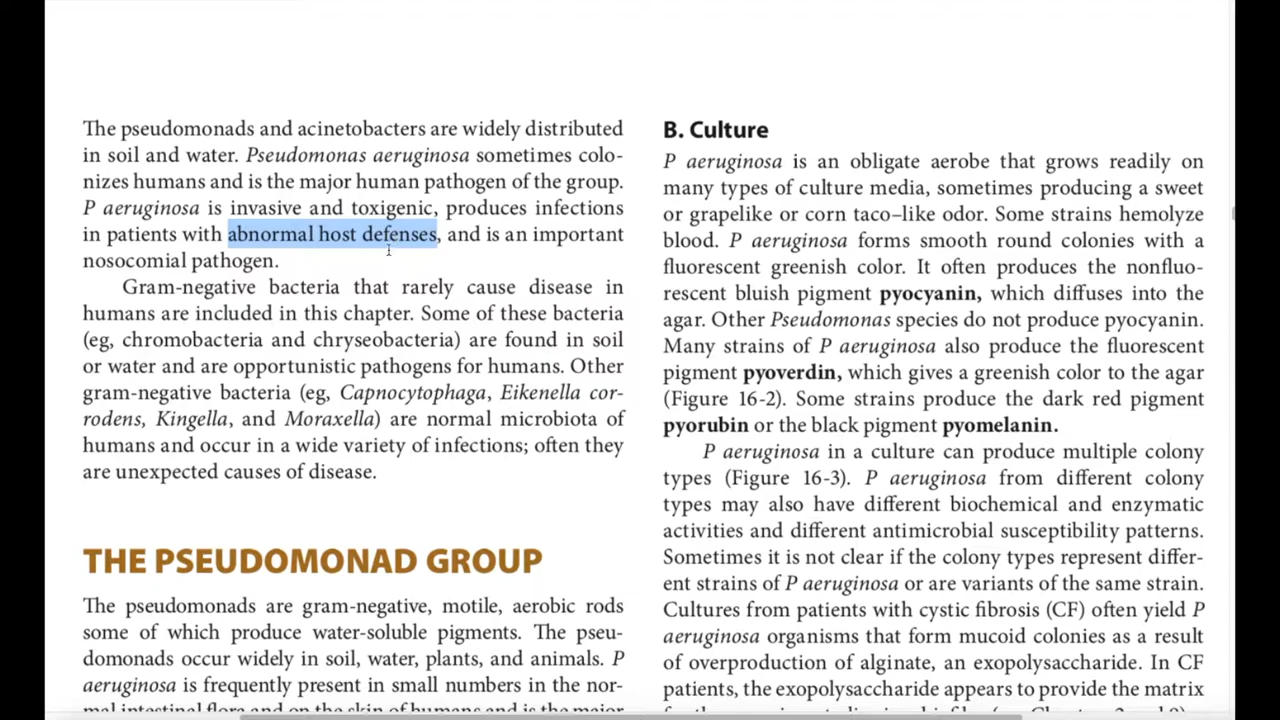 The pseudomonads and acinetobacters are widely distributed
in soil and water. Pseudomonas aeruginosa sometimes colo-
nizes humans and is the major human pathogen of the group.
P aeruginosa is invasive and toxigenic, produces infections
in patients with abnormal host defenses, and is an important
nosocomial pathogen.
Gram-negative bacteria that rarely cause disease in
humans are included in this chapter. Some of these bacteria
(eg, chromobacteria and chryseobacteria) are found in soil
or water and are opportunistic pathogens for humans. Other
gram-negative bacteria (eg, Capnocytophaga, Eikenella cor-
rodens, Kingella, and Moraxella) are normal microbiota of
humans and occur in a wide variety of infections; often they
are unexpected causes of disease.
THE PSEUDOMONAD GROUP
The pseudomonads are gram-negative, motile, aerobic rods
some of which produce water-soluble pigments. The pseu-
domonads occur widely in soil, water, plants, and animals. P
aeruginosa is frequently present in small numbers in the nor-
mal intestinal flora and on the skin of humans and is the major
B. Culture
P aeruginosa is an obligate aerobe that grows readily on
many types of culture media, sometimes producing a sweet
or grapelike or corn taco–like odor. Some strains hemolyze
blood. P aeruginosa forms smooth round colonies with a
fluorescent greenish color. It often produces the nonfluo-
rescent bluish pigment pyocyanin, which diffuses into the
agar. Other Pseudomonas species do not produce pyocyanin.
Many strains of P aeruginosa also produce the fluorescent
pigment pyoverdin, which gives a greenish color to the agar
(Figure 16-2). Some strains produce the dark red pigment
pyorubin or the black pigment pyomelanin.
P aeruginosa in a culture can produce multiple colony
types (Figure 16-3). P aeruginosa from different colony
types may also have different biochemical and enzymatic
activities and different antimicrobial susceptibility patterns.
Sometimes it is not clear if the colony types represent differ-
ent strains of P aeruginosa or are variants of the same strain.
Cultures from patients with cystic fibrosis (CF) often yield P
aeruginosa organisms that form mucoid colonies as a result
of overproduction of alginate, an exopolysaccharide. In CF
patients, the exopolysaccharide appears to provide the matrix